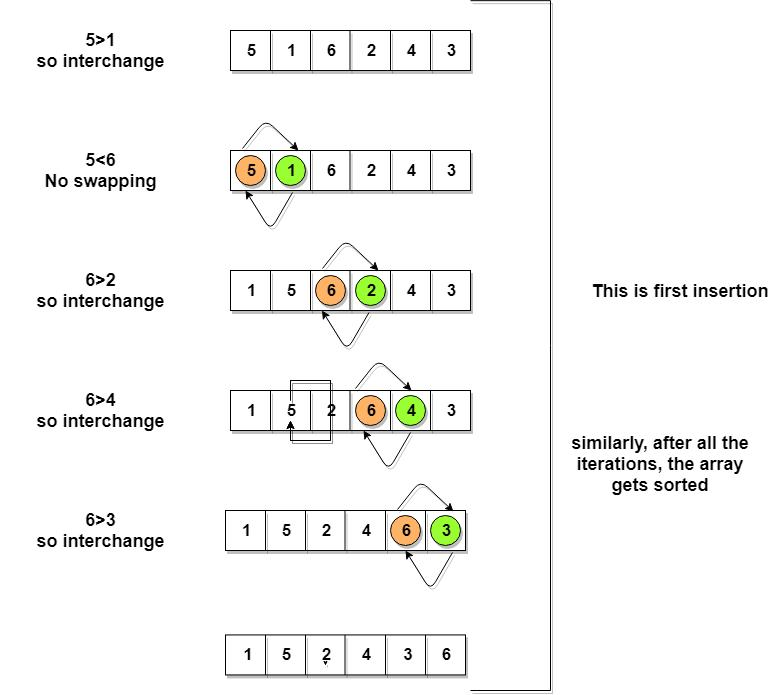 5>1
so interchange
5 1 6 2 4 3
5<6
No swapping
5 1 6 2 4 3
6>2
so interchange
1 5 6 2 4 3
This is first insertion
6>4
so interchange
1 5 2 6 4 3
similarly, after all the
iterations, the array
gets sorted
6>3
so interchange
1 5 2 4 6 3
1 5 2 4 3 6